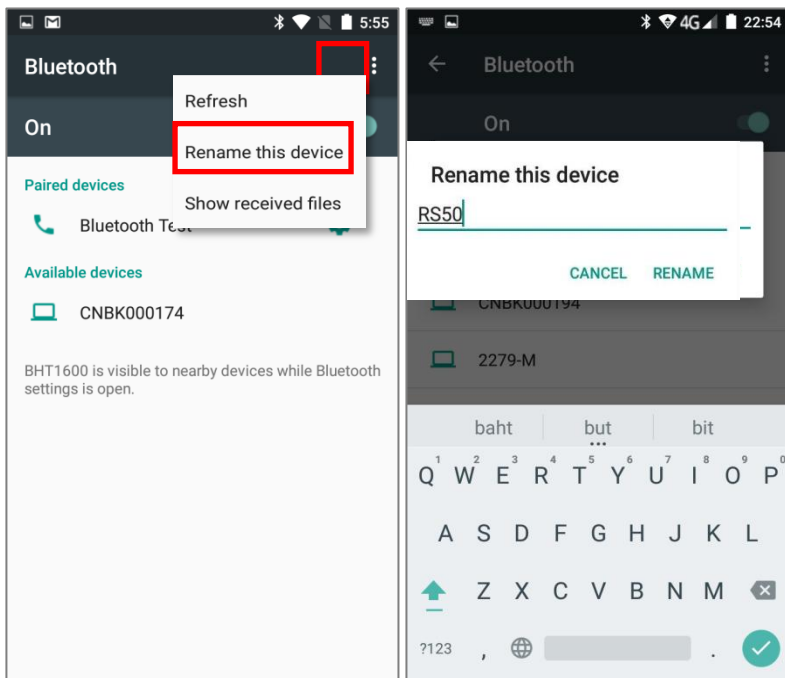 5:55
Bluetooth
Refresh
On
Rename this device
Paired devices
Show received files
Bluetooth Test
Available devices
CNBK000174
BHT1600 is visible to nearby devices while Bluetooth
settings is open.
4G 22:54
Bluetooth
On
Rename this device
RS50
CANCEL RENAME
CNBK000194
2279-M
baht but bit
1 2 3 4 5 6 7 8 9 0
Q W E R T Y U I O P
A S D F G H J K L
Z X C V B N M
?123 , .